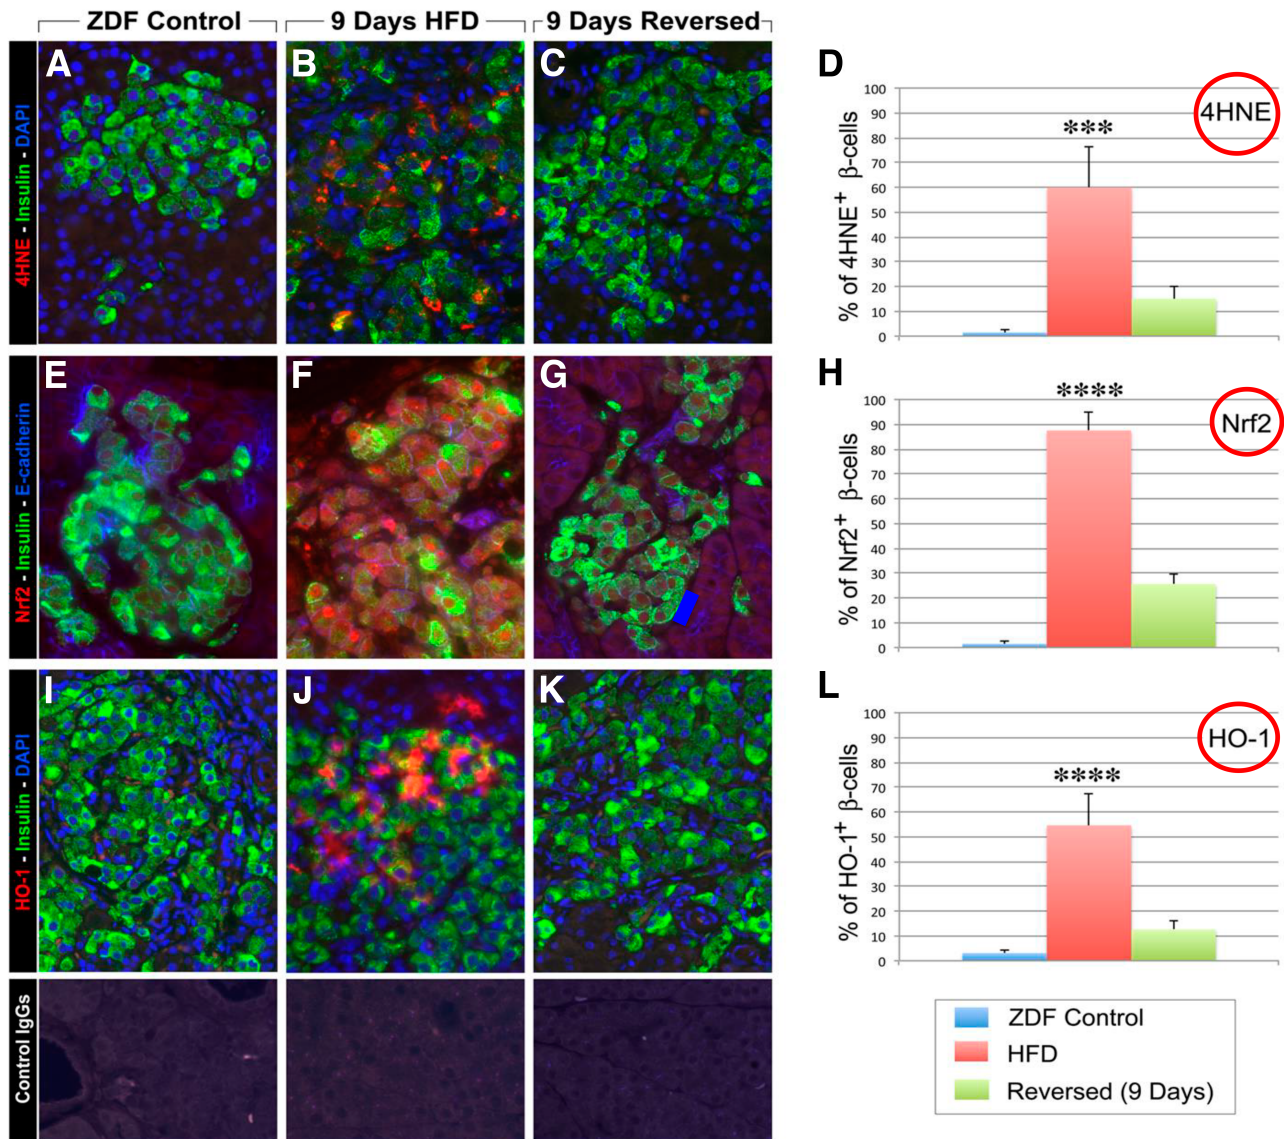 ZDF Control
9 Days HFD
9 Days Reversed
4HNE - Insulin - DAPI
A
B
C
D
% of 4HNE+ β-cells
100
90
80
70
60
50
40
30
20
10
0
***
4HNE
Nrf2 - Insulin - E-cadherin
E
F
G
H
% of Nrf2+ β-cells
100
90
80
70
60
50
40
30
20
10
0
****
Nrf2
HO-1 - Insulin - DAPI
I
J
K
L
% of HO-1+ β-cells
100
90
80
70
60
50
40
30
20
10
0
****
HO-1
Control IgGs
ZDF Control
HFD
Reversed (9 Days)